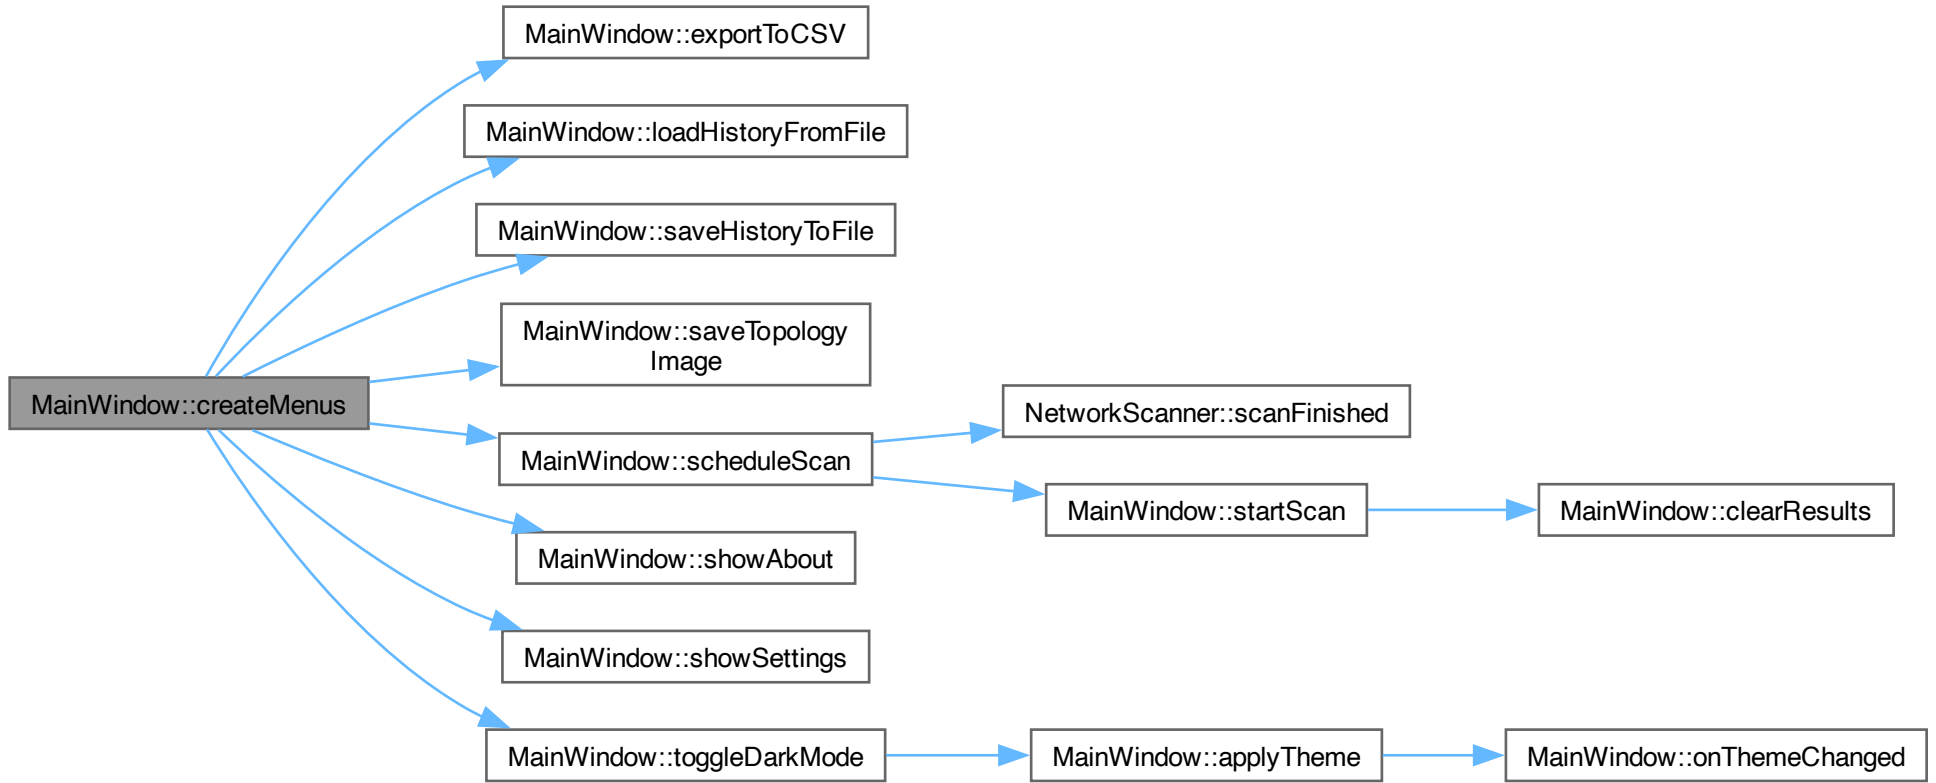 MainWindow::exportToCSV
MainWindow::loadHistoryFromFile
MainWindow::saveHistoryToFile
MainWindow::saveTopology
Image
MainWindow::createMenus
NetworkScanner::scanFinished
MainWindow::scheduleScan
MainWindow::startScan
MainWindow::clearResults
MainWindow::showAbout
MainWindow::showSettings
MainWindow::toggleDarkMode
MainWindow::applyTheme
MainWindow::onThemeChanged